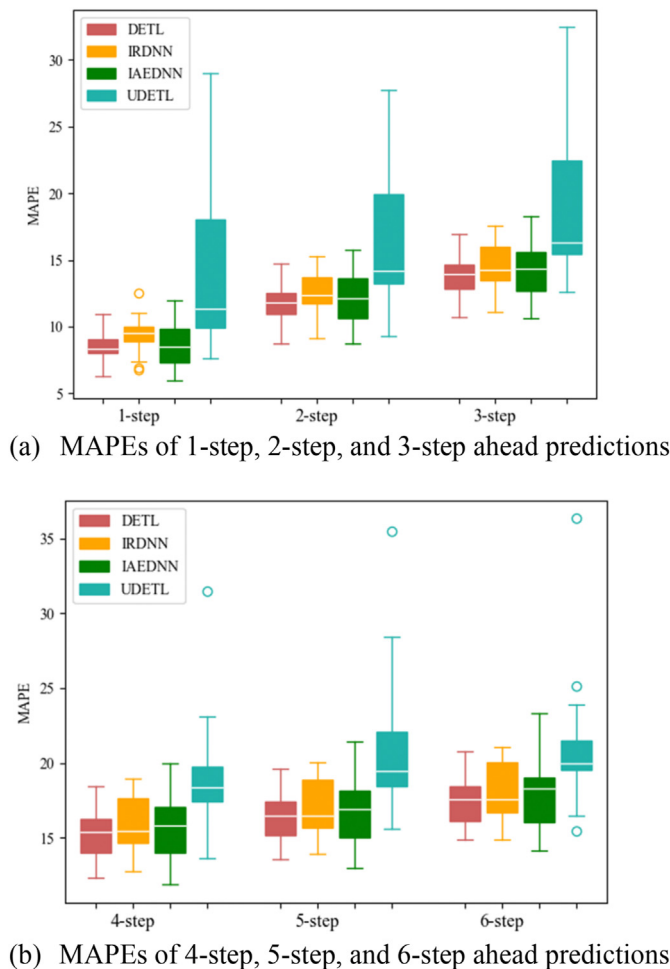 DETL
IRDNN
IAEDNN
UDETL
30
25
20
15
10
5
MAPE
1-step 2-step 3-step
(a) MAPEs of 1-step, 2-step, and 3-step ahead predictions
DETL
IRDNN
IAEDNN
UDETL
35
30
25
20
15
MAPE
4-step 5-step 6-step
(b) MAPEs of 4-step, 5-step, and 6-step ahead predictions